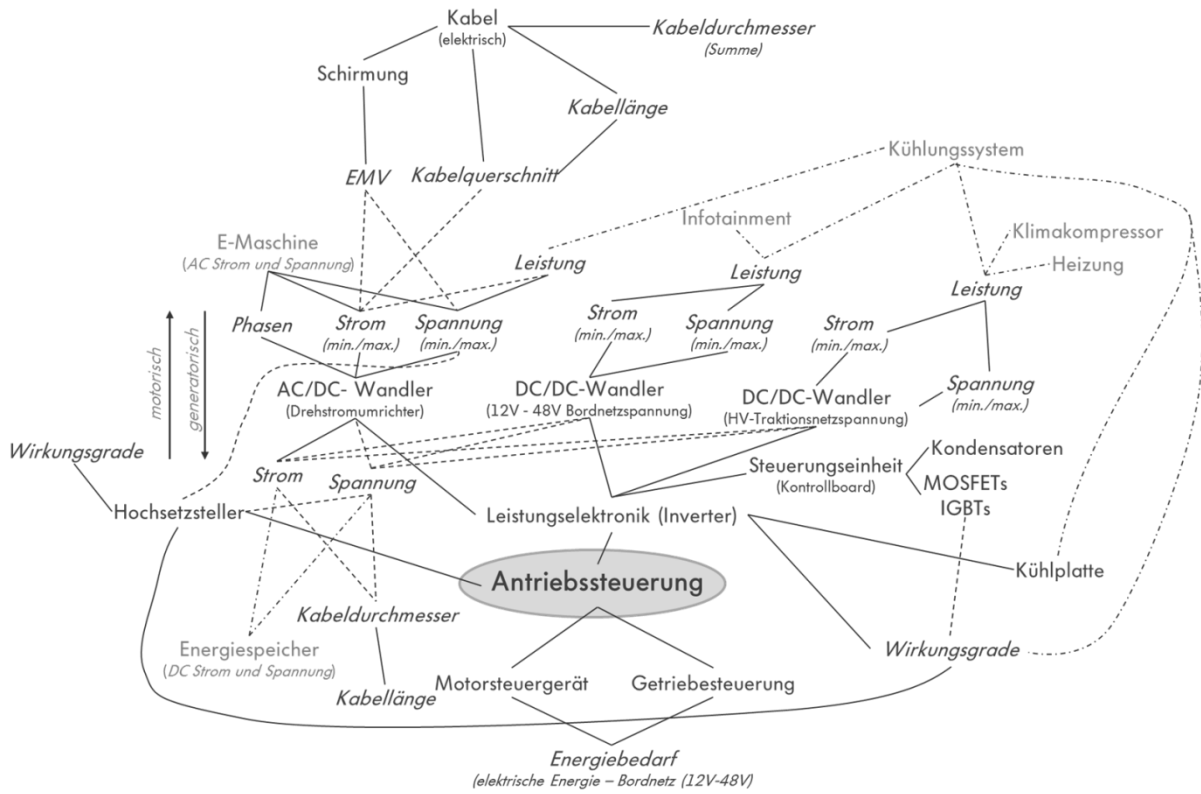 Kabel
(elektrisch)
Kabeldurchmesser
(Summe)
Schirmung
Kabellänge
Kühlungssystem
EMV
Kabelquerschnitt
Infotainment
E-Maschine
(AC Strom und Spannung)
Klimakompressor
Leistung
Leistung
Heizung
Leistung
Phasen
Strom
(min./max.)
Spannung
(min./max.)
Strom
(min./max.)
Spannung
(min./max.)
Strom
(min./max.)
motorisch
generatorisch
Spannung
(min./max.)
AC/DC- Wandler
(Drehstromumrichter)
DC/DC-Wandler
(12V - 48V Bordnetzspannung)
DC/DC-Wandler
(HV-Traktionsnetzspannung)
Wirkungsgrade
Kondensatoren
Strom
Spannung
Steuerungseinheit
(Kontrollboard)
MOSFETs
IGBTs
Hochsetzsteller
Leistungselektronik (Inverter)
Kühlplatte
Antriebssteuerung
Kabeldurchmesser
Energiespeicher
(DC Strom und Spannung)
Wirkungsgrade
Kabellänge
Motorsteuergerät
Getriebesteuerung
Energiebedarf
(elektrische Energie – Bordnetz (12V-48V)